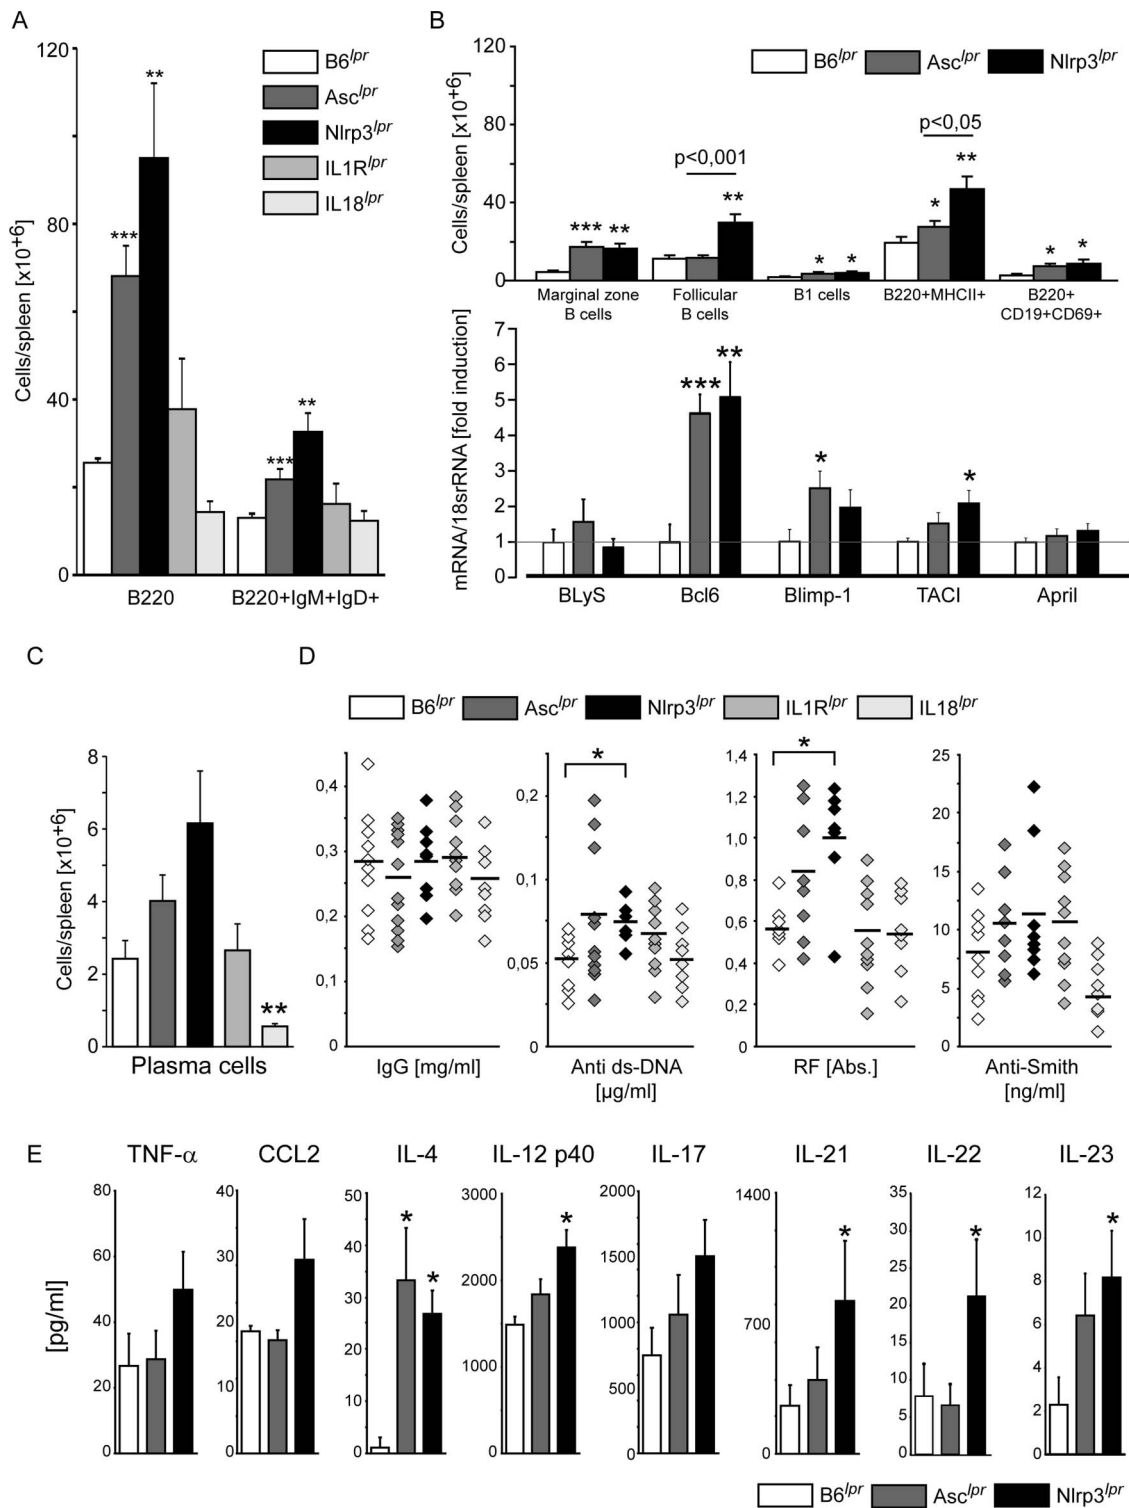 A
B6lpr
Asclpr
Nlrp3lpr
IL1Rlpr
IL18lpr
120
80
40
0
Cells/spleen [x10+6]
**
***
**
***
B220
B220+IgM+IgD+
B
B6lpr
Asclpr
Nlrp3lpr
120
80
40
0
Cells/spleen [x10+6]
p<0,001
p<0,05
*** **
**
* *
* **
* *
Marginal zone
B cells
Follicular
B cells
B1 cells
B220+MHCII+
B220+
CD19+CD69+
7
6
5
4
3
2
1
0
mRNA/18srRNA [fold induction]
*** **
*
*
BLyS
Bcl6
Blimp-1
TACI
April
C
8
6
4
2
0
Cells/spleen [x10+6]
**
Plasma cells
D
B6lpr
Asclpr
Nlrp3lpr
IL1Rlpr
IL18lpr
0,4
0,3
0,2
0
IgG [mg/ml]
*
0,2
0,1
0,05
0
Anti ds-DNA
[µg/ml]
*
1,4
1,2
1,0
0,8
0,6
0,4
0,2
0
RF [Abs.]
25
20
15
10
5
0
Anti-Smith
[ng/ml]
E
[pg/ml]
TNF-α
80
60
40
20
0
CCL2
40
30
20
10
0
IL-4
50
40
30
20
10
0
* *
IL-12 p40
3000
2000
1000
0
*
IL-17
2000
1500
1000
500
0
IL-21
1400
700
0
*
IL-22
35
30
25
20
15
10
5
0
*
IL-23
12
10
8
6
4
2
0
*
B6lpr
Asclpr
Nlrp3lpr